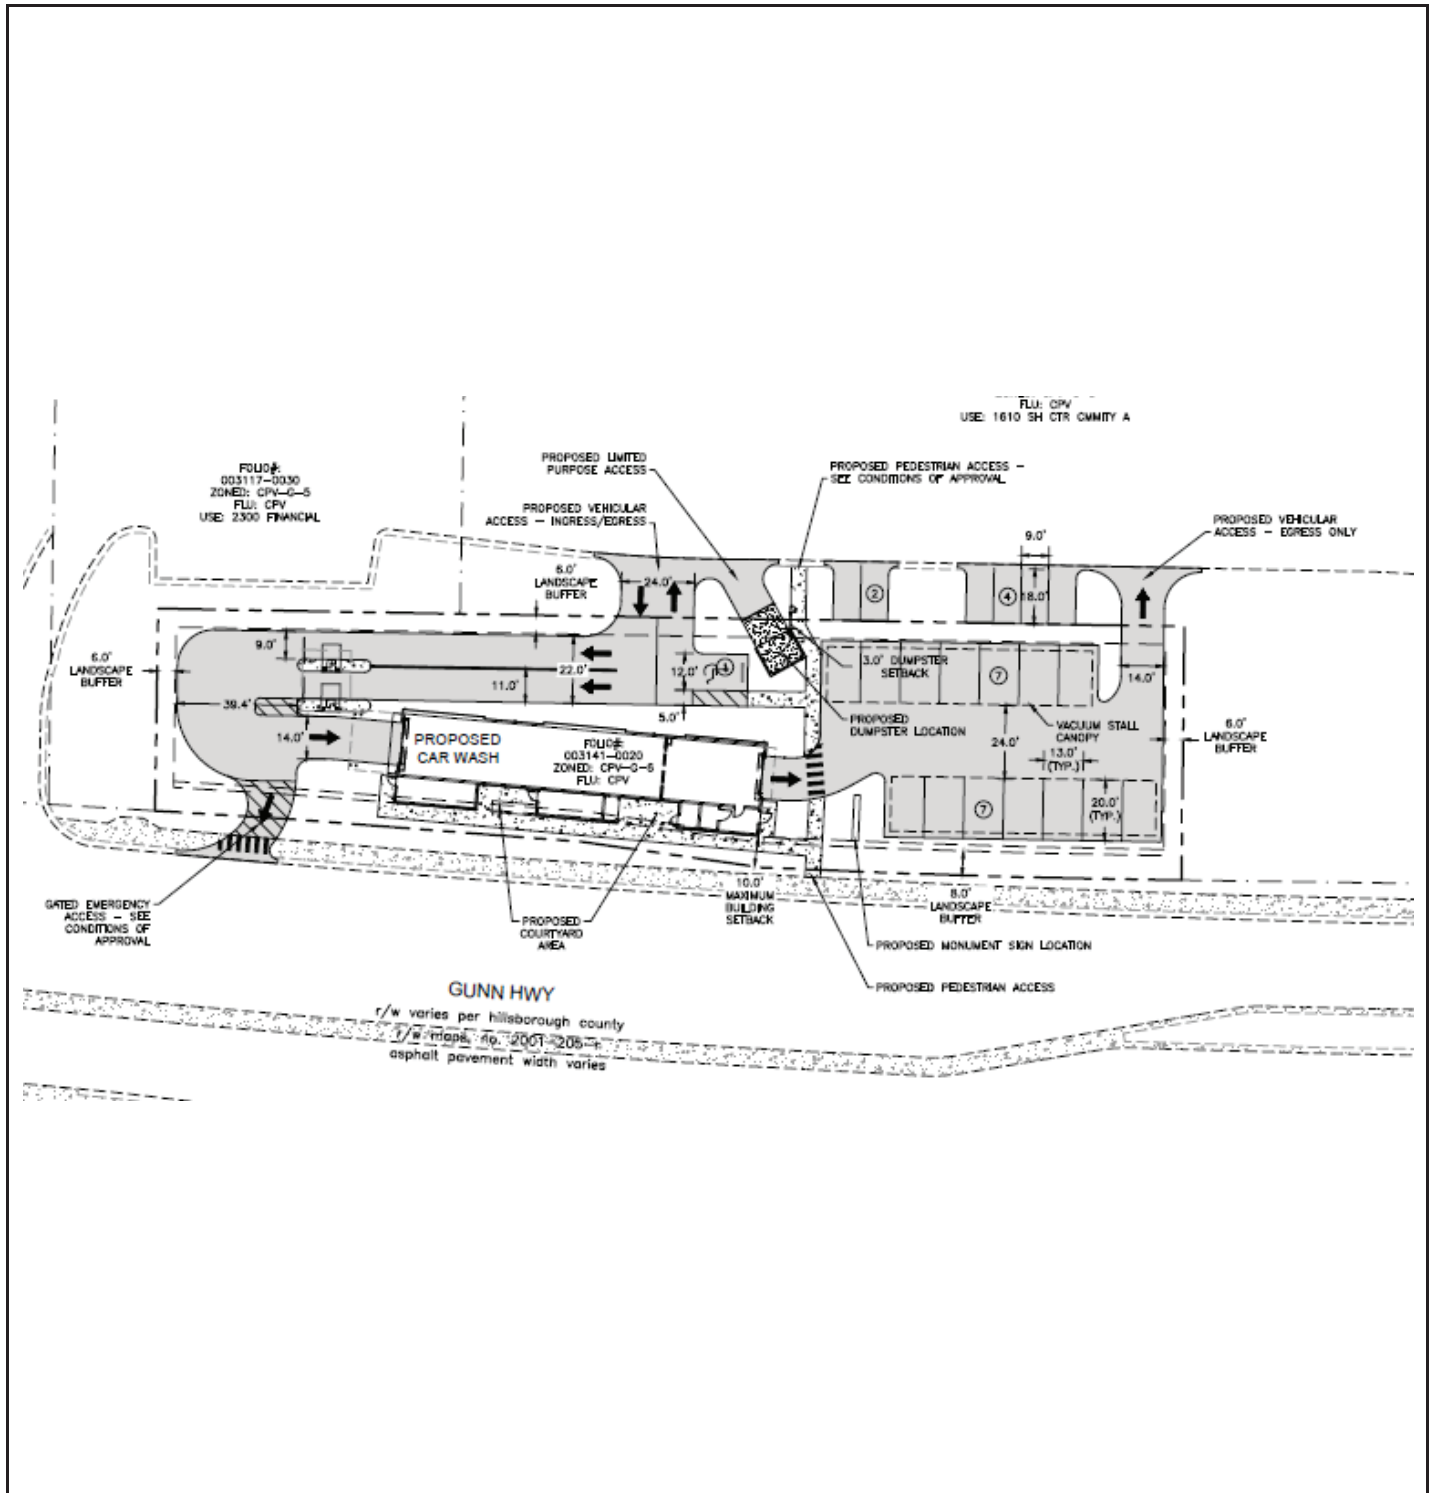 FLU: CPV
USE: 1610 SH CTR CMMITY A
FOLIO#:
003117-0030
ZONED: CPV-G-5
FLU: CPV
USE: 2300 FINANCIAL
PROPOSED LIMITED
PURPOSE ACCESS
PROPOSED VEHICULAR
ACCESS - INGRESS/EGRESS
PROPOSED PEDESTRIAN ACCESS -
SEE CONDITIONS OF APPROVAL
PROPOSED VEHICULAR
ACCESS - EGRESS ONLY
9.0'
6.0'
LANDSCAPE
BUFFER
24.0'
2
4
18.0'
9.0'
6.0'
LANDSCAPE
BUFFER
22.0'
11.0'
12.0'
1
5.0'
3.0' DUMPSTER
SETBACK
7
14.0'
39.4'
14.0'
PROPOSED
DUMPSTER LOCATION
VACUUM STALL
CANOPY
24.0'
13.0'
(TYP.)
6.0'
LANDSCAPE
BUFFER
PROPOSED
CAR WASH
FOLIO#:
003141-0020
ZONED: CPV-G-5
FLU: CPV
7
20.0'
(TYP.)
GATED EMERGENCY
ACCESS - SEE
CONDITIONS OF
APPROVAL
PROPOSED
COURTYARD
AREA
10.0'
MAXIMUM
BUILDING
SETBACK
8.0'
LANDSCAPE
BUFFER
PROPOSED MONUMENT SIGN LOCATION
PROPOSED PEDESTRIAN ACCESS
GUNN HWY
r/w varies per hillsborough county
r/w maps, no. 2001-205-r
asphalt pavement width varies